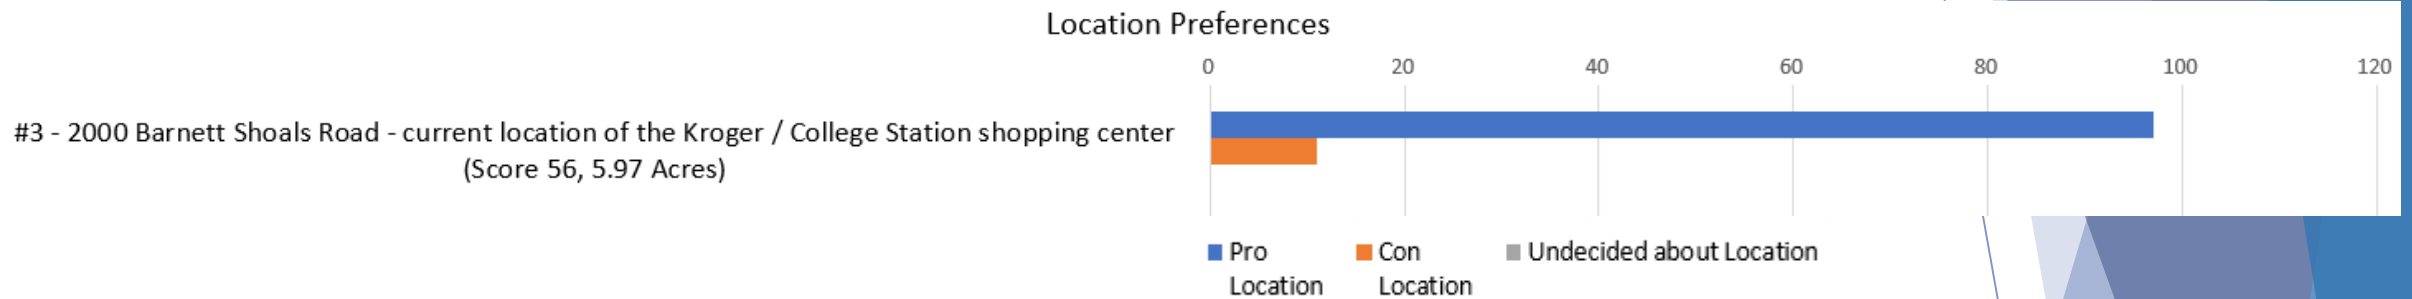 Location Preferences
0 20 40 60 80 100 120
#3 - 2000 Barnett Shoals Road - current location of the Kroger / College Station shopping center
(Score 56, 5.97 Acres)
Pro Location
Con Location
Undecided about Location